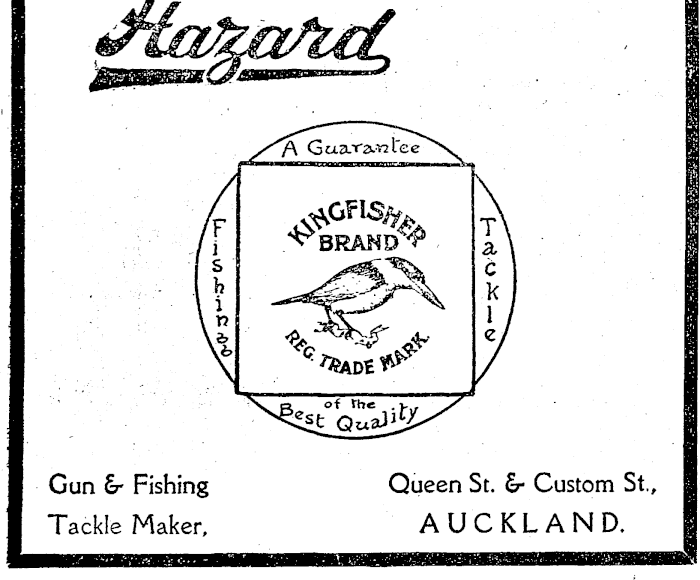 Hazard
A Guarantee
Fishing
Tackle
KINGFISHER
BRAND
REG. TRADE MARK.
of the
Best Quality
Gun & Fishing
Tackle Maker,
Queen St. & Custom St.,
AUCKLAND.